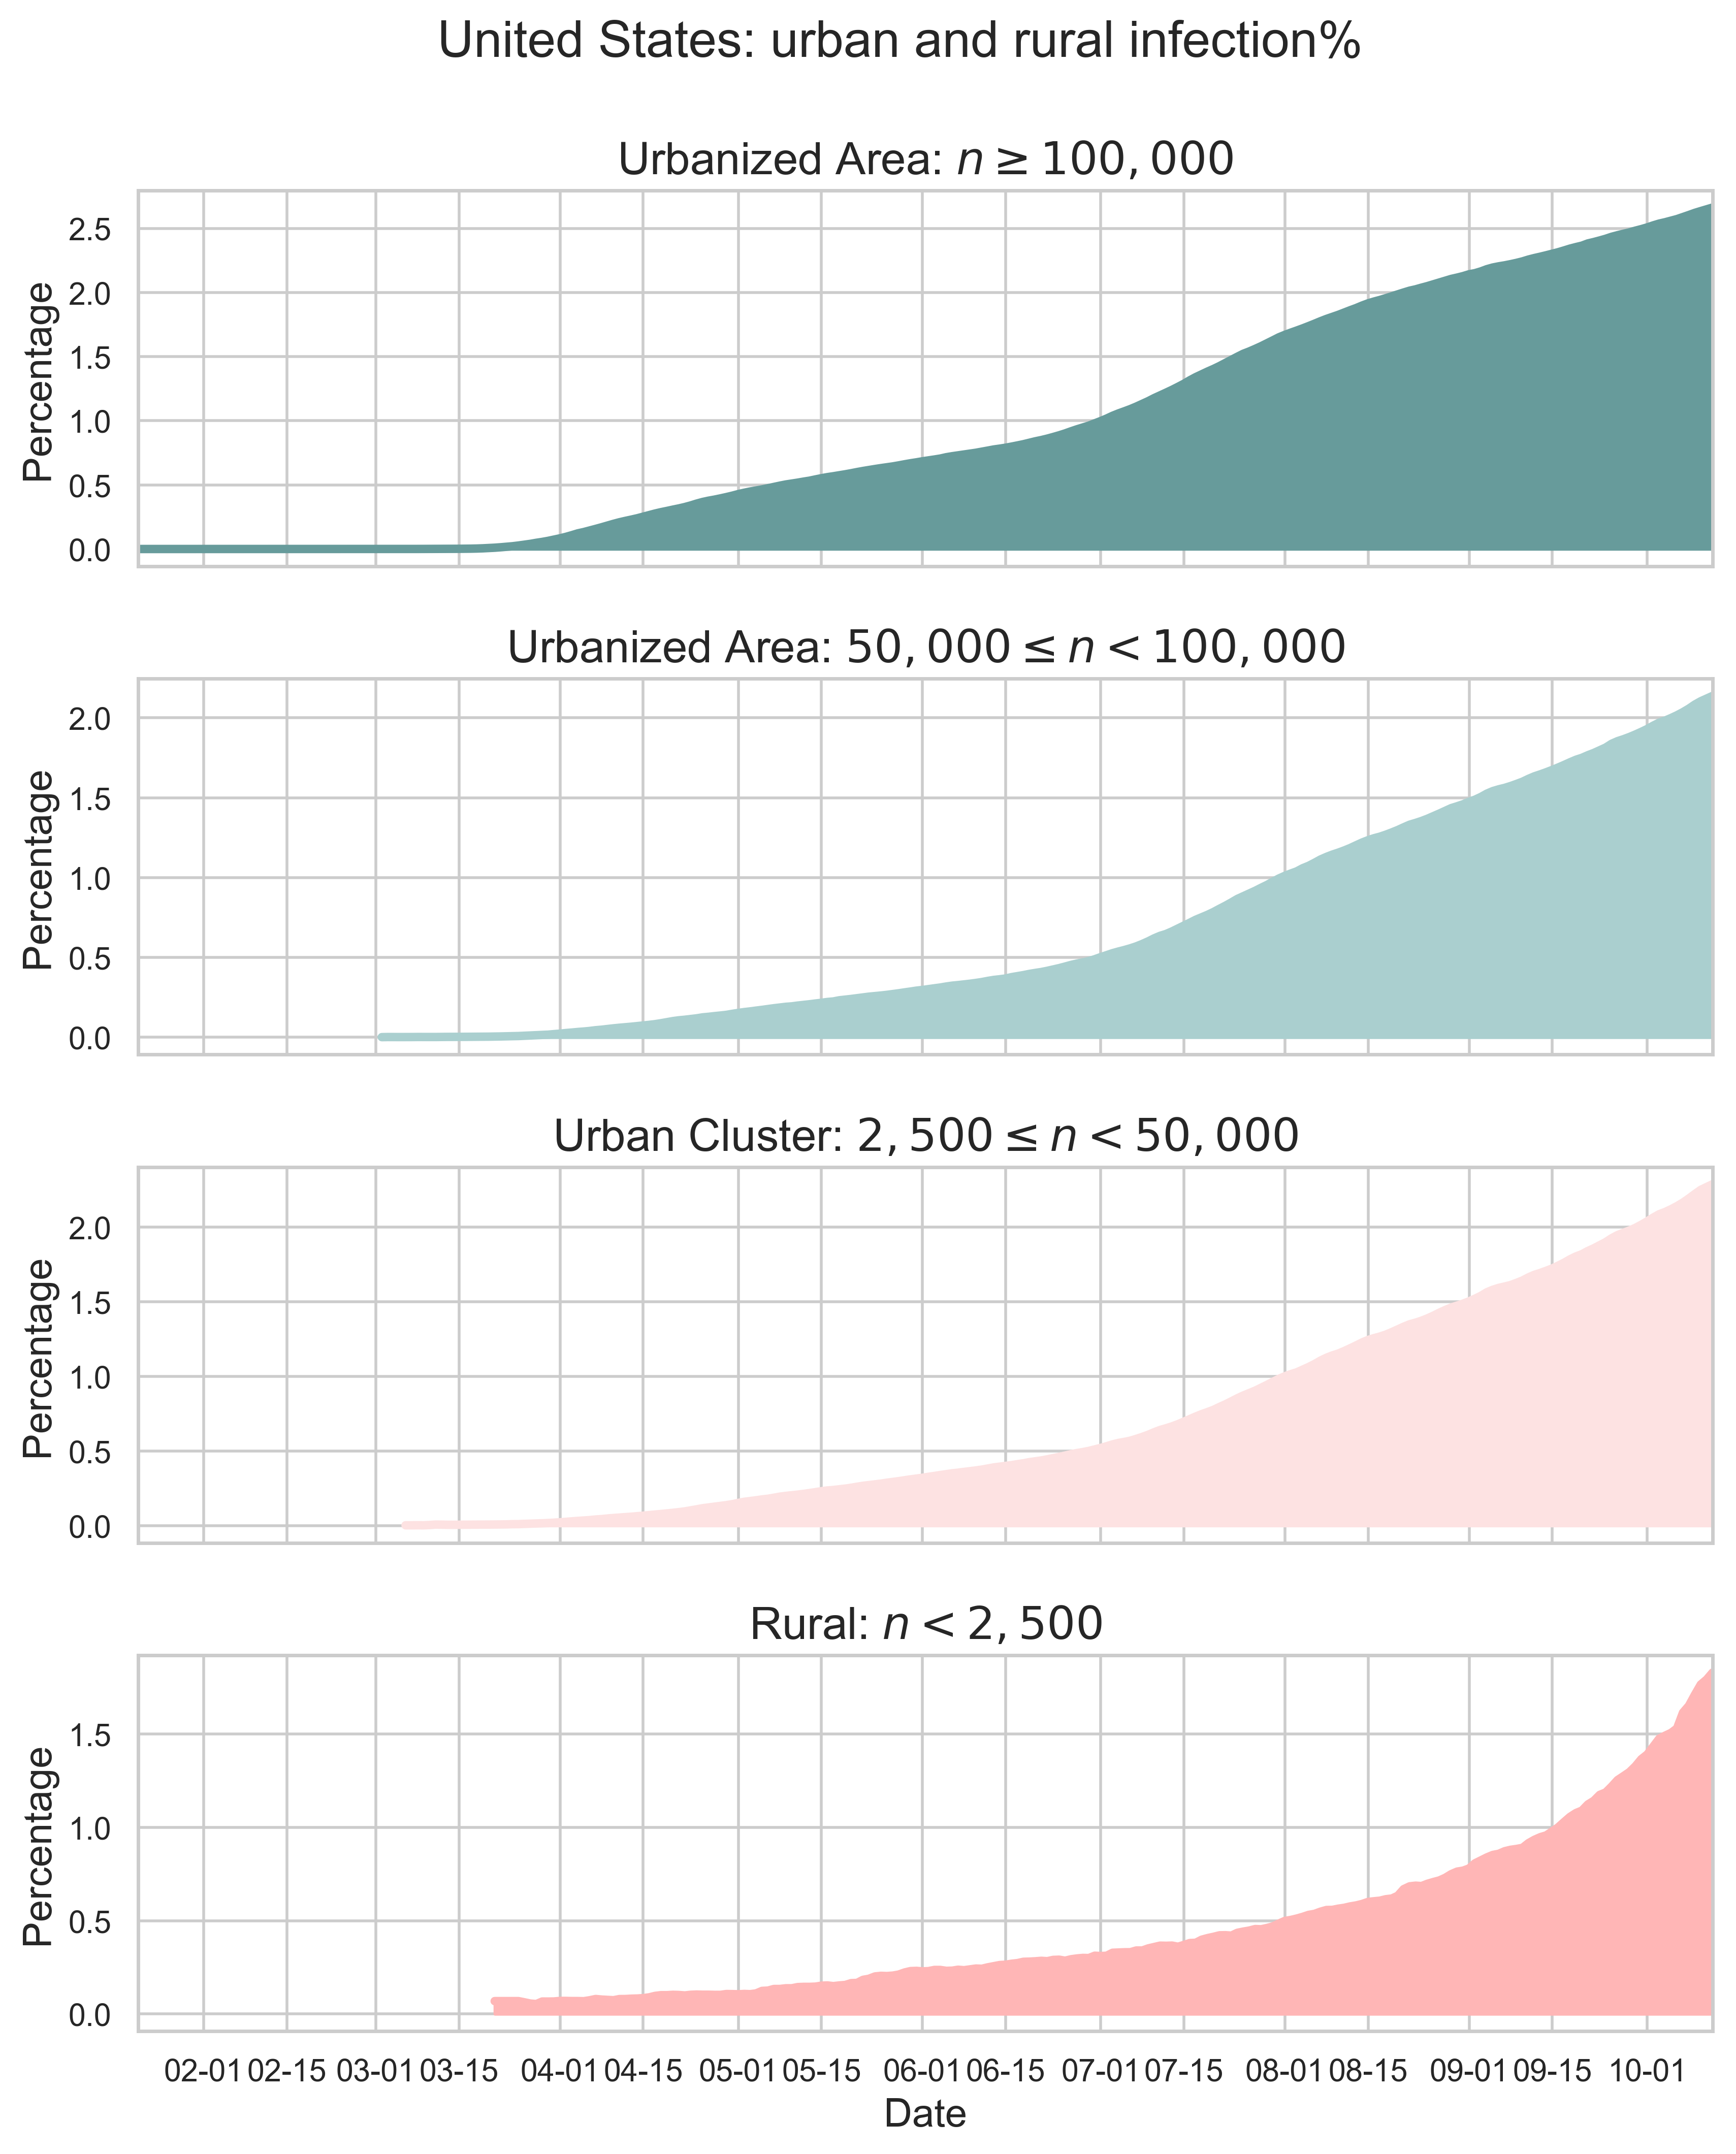 United States: urban and rural infection%
Urbanized Area: n ≥ 100, 000
Percentage
2.5
2.0
1.5
1.0
0.5
0.0
Urbanized Area: 50, 000 ≤ n < 100, 000
Percentage
2.0
1.5
1.0
0.5
0.0
Urban Cluster: 2, 500 ≤ n < 50, 000
Percentage
2.0
1.5
1.0
0.5
0.0
Rural: n < 2, 500
Percentage
1.5
1.0
0.5
0.0
02-01 02-15 03-01 03-15 04-01 04-15 05-01 05-15 06-01 06-15 07-01 07-15 08-01 08-15 09-01 09-15 10-01
Date